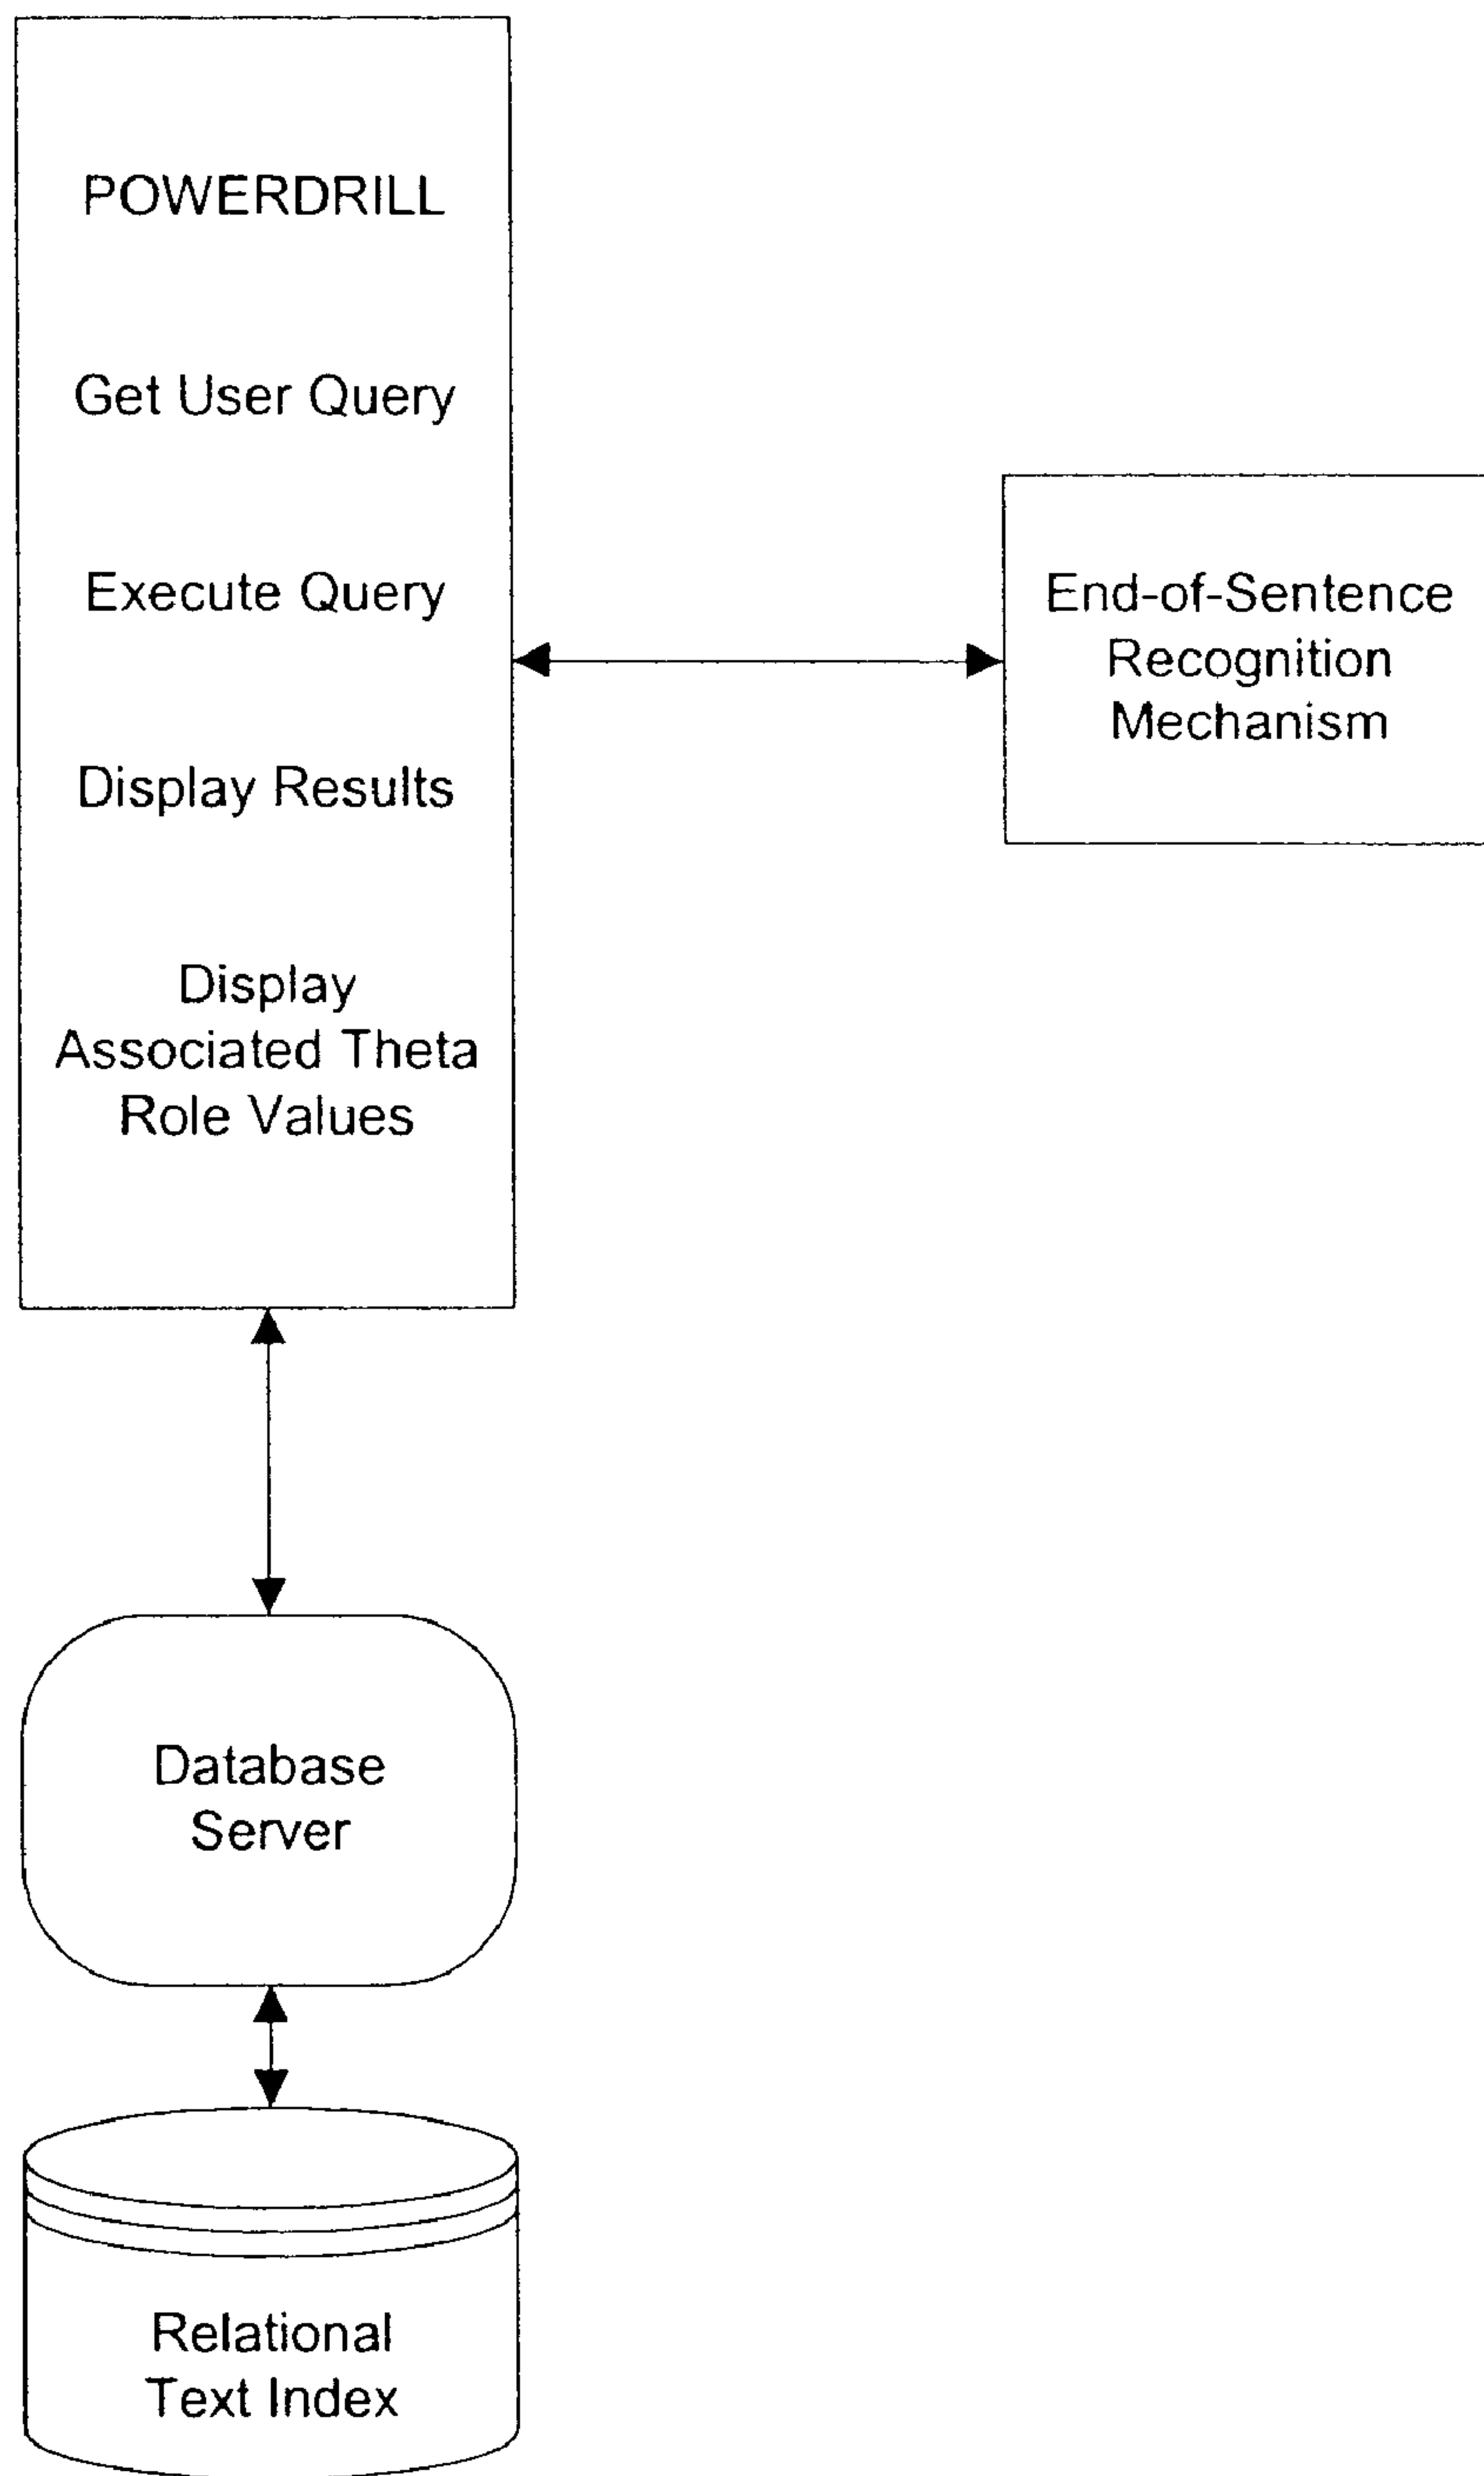 POWERDRILL
Get User Query
Execute Query
Display Results
Display
Associated Theta
Role Values
End-of-Sentence
Recognition
Mechanism
Database
Server
Relational
Text Index